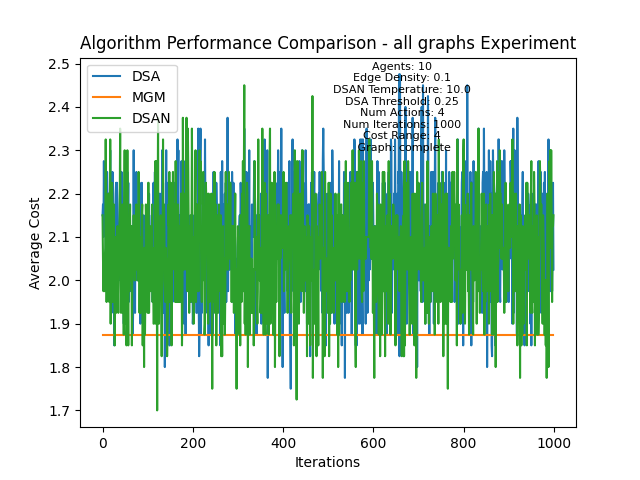 Algorithm Performance Comparison - all graphs Experiment
DSA
MGM
DSAN
Agents: 10
Edge Density: 0.1
DSAN Temperature: 10.0
DSA Threshold: 0.25
Num Actions: 4
Num Iterations: 1000
Cost Range: 4
Graph: complete
2.5
2.4
2.3
2.2
2.1
2.0
1.9
1.8
1.7
Average Cost
0 200 400 600 800 1000
Iterations